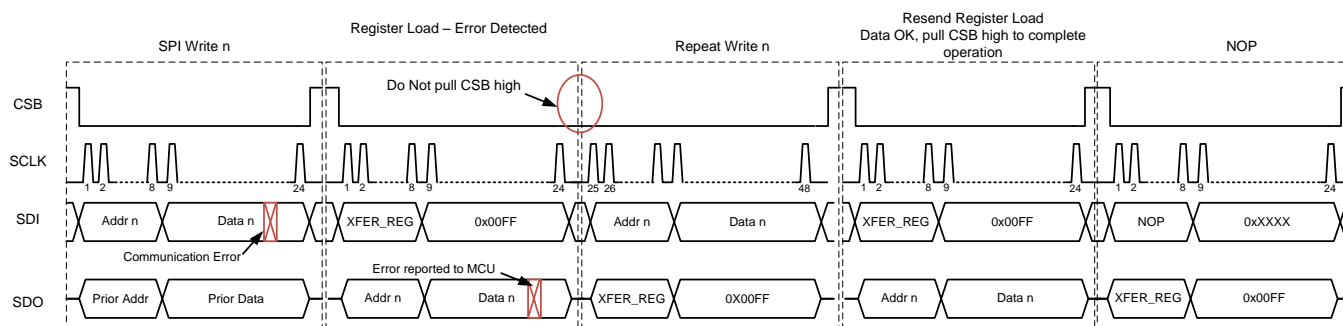 SPI Write n
Register Load – Error Detected
Repeat Write n
Resend Register Load
Data OK, pull CSB high to complete
operation
NOP
Do Not pull CSB high
CSB
SCLK
1 2 8 9 24 1 2 8 9 24 25 26 48 1 2 8 9 24 1 2 8 9 24
SDI Addr n Data n XFER_REG 0x00FF Addr n Data n XFER_REG 0x00FF NOP 0xXXXX
Communication Error
Error reported to MCU
SDO Prior Addr Prior Data Addr n Data n XFER_REG 0X00FF Addr n Data n XFER_REG 0x00FF